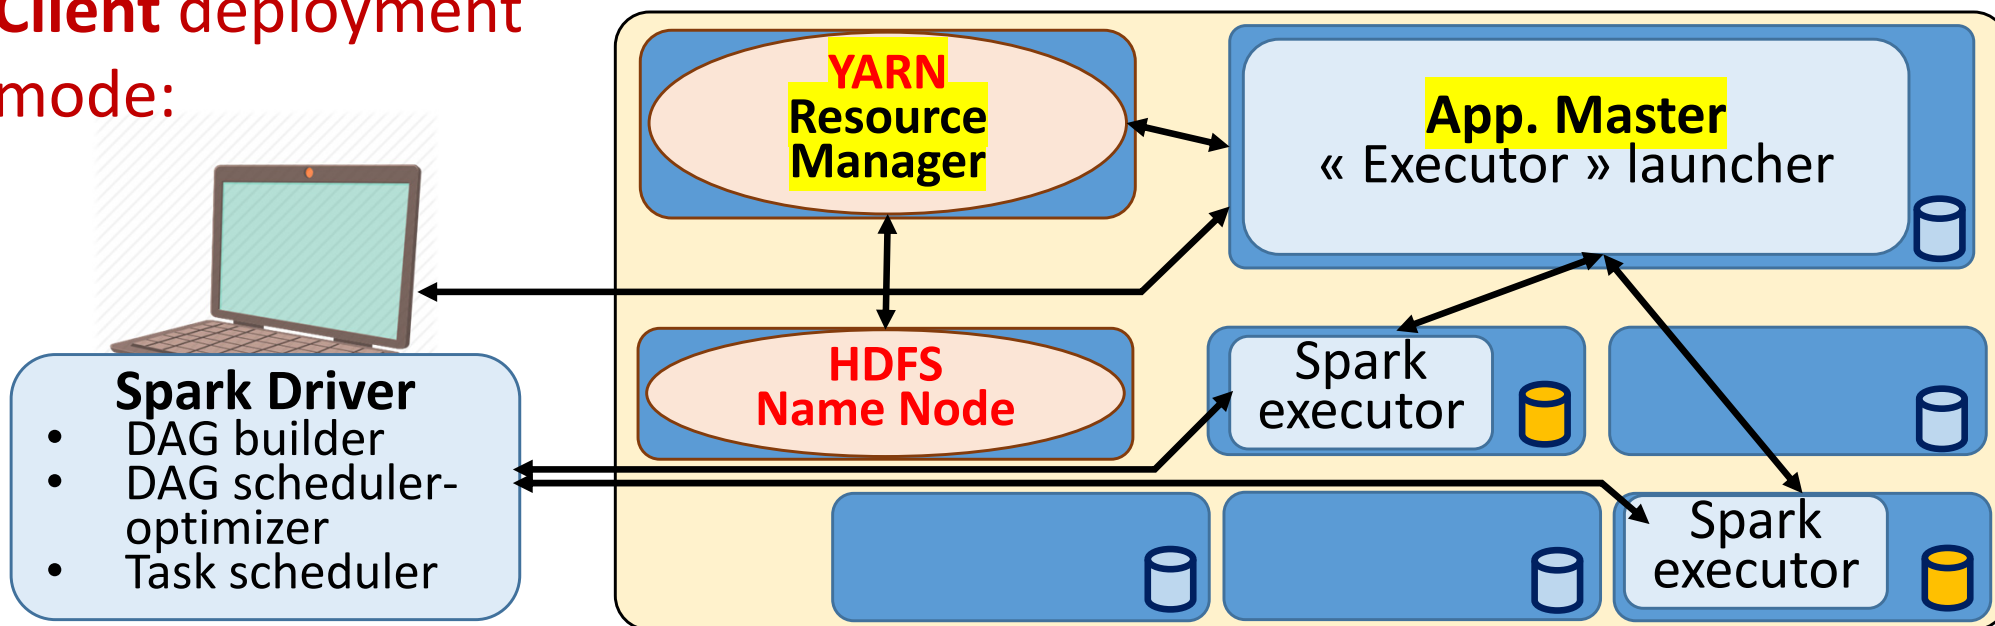 Client deployment
mode:
YARN
Resource
Manager
App. Master
« Executor » launcher
HDFS
Name Node
Spark
executor
Spark Driver
• DAG builder
• DAG scheduler-
optimizer
• Task scheduler
Spark
executor